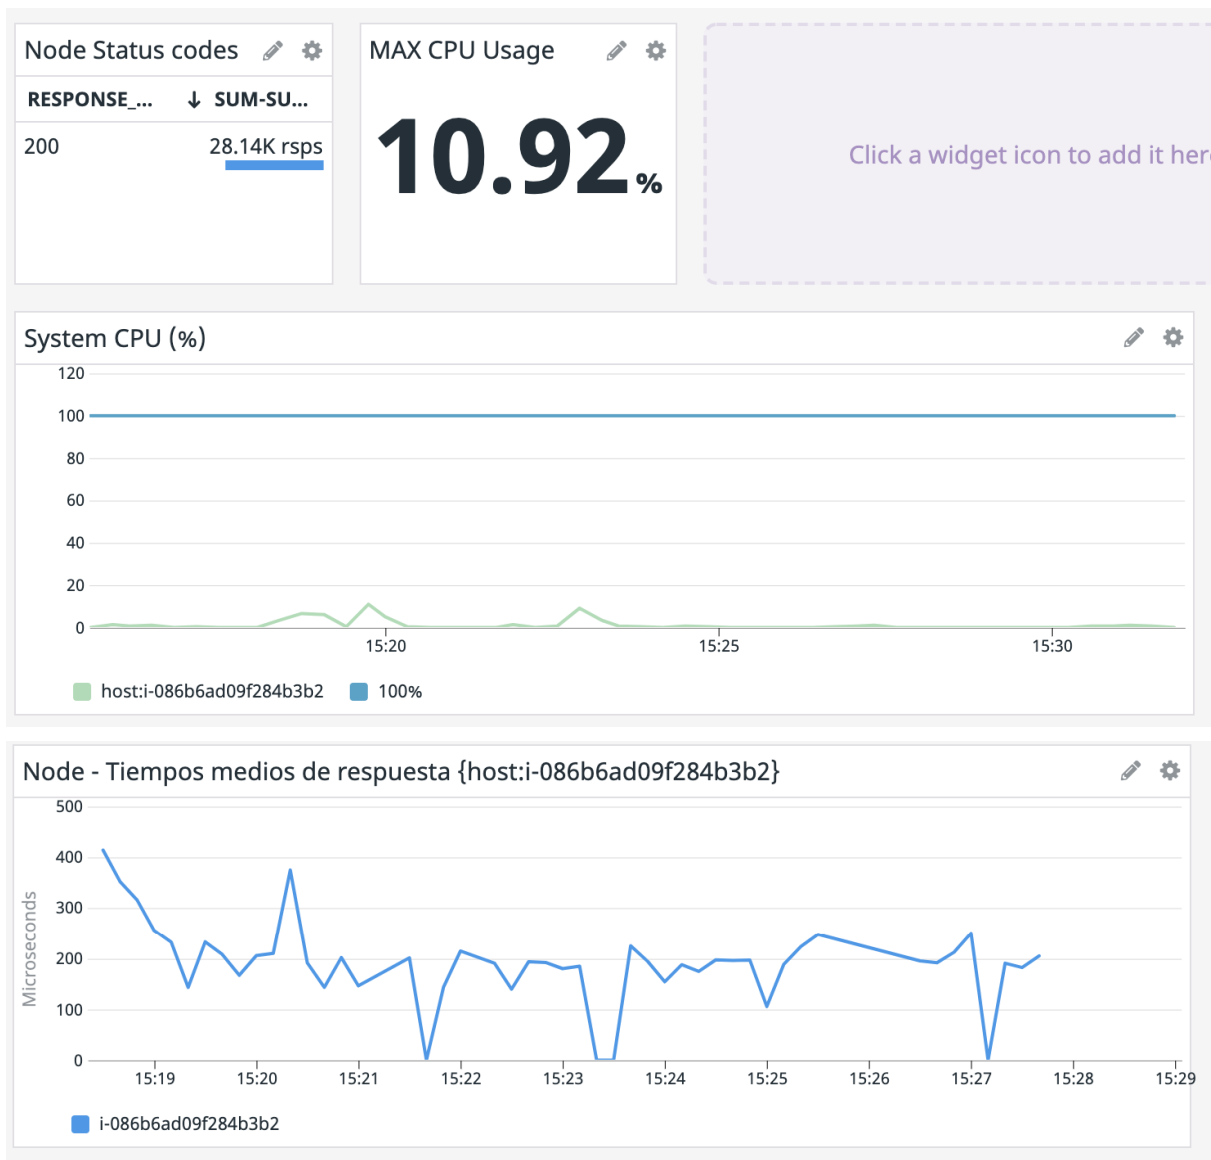 Node Status codes
RESPONSE_... ↓ SUM-SU...
200 28.14K rsps
MAX CPU Usage
10.92 %
Click a widget icon to add it her
System CPU (%)
120
100
80
60
40
20
0
15:20 15:25 15:30
host:i-086b6ad09f284b3b2 100%
Node - Tiempos medios de respuesta {host:i-086b6ad09f284b3b2}
Microseconds
500
400
300
200
100
0
15:19 15:20 15:21 15:22 15:23 15:24 15:25 15:26 15:27 15:28 15:29
i-086b6ad09f284b3b2